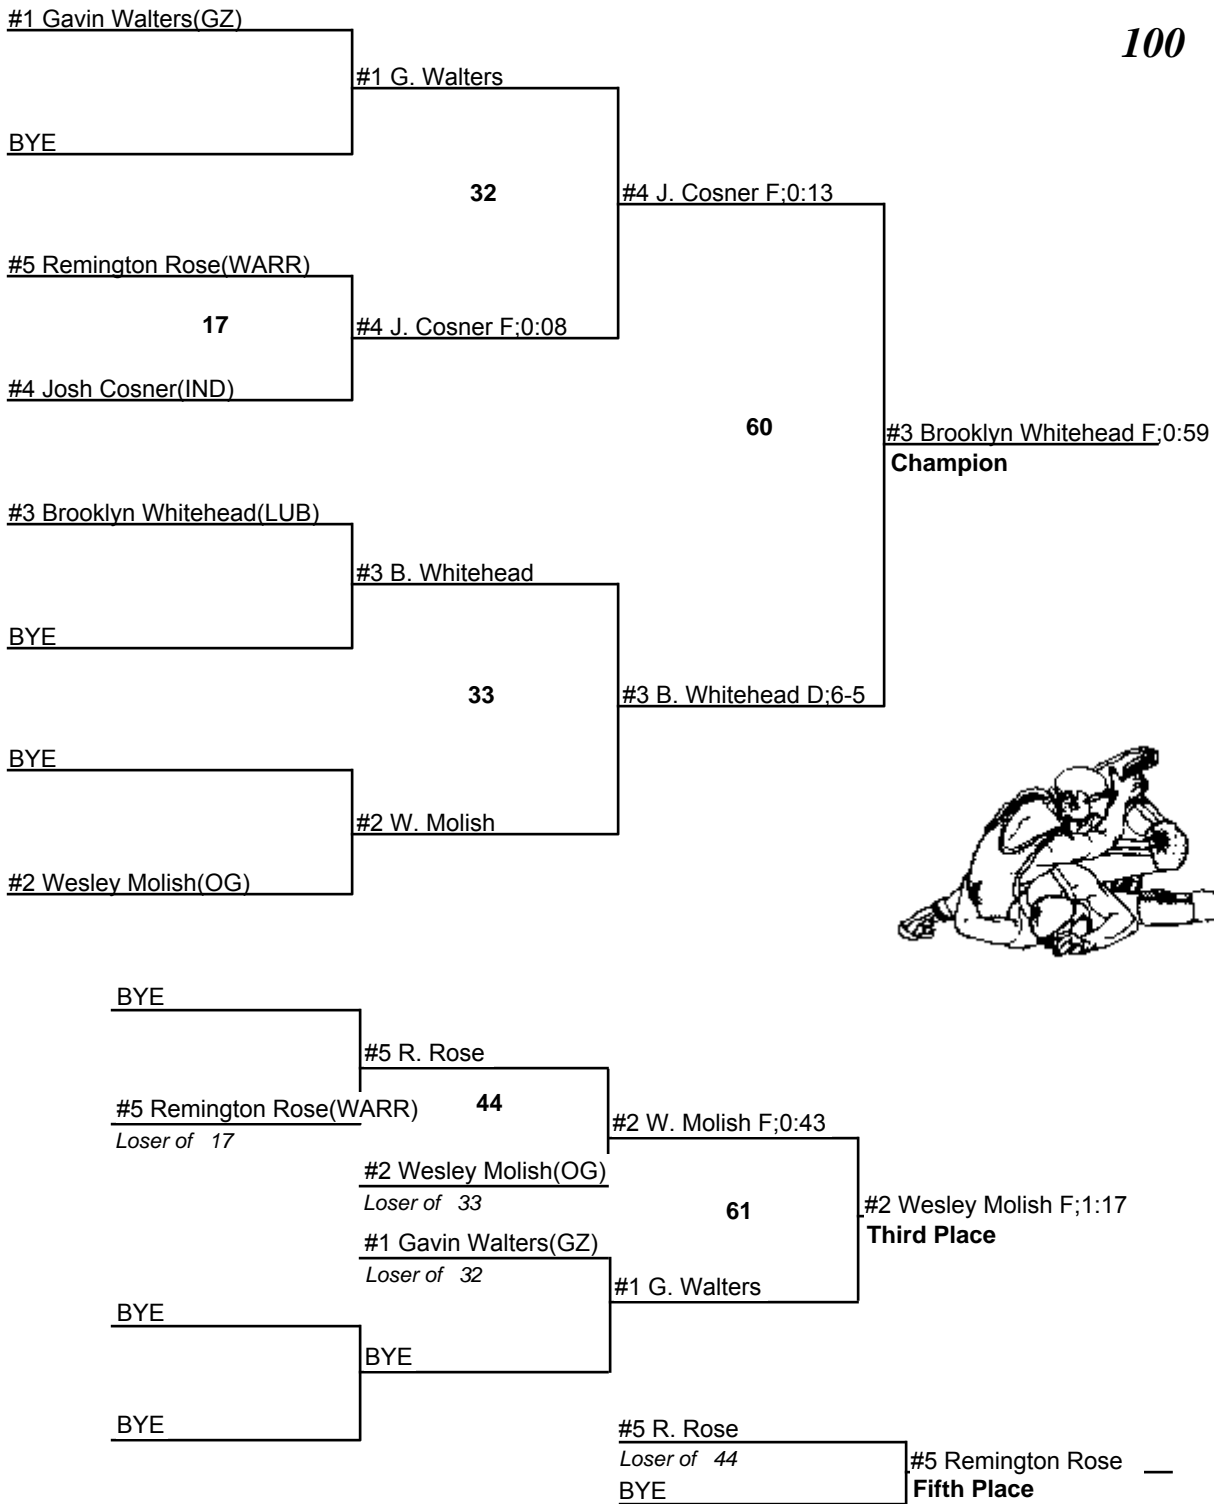 #1 Gavin Walters(GZ)
100
#1 G. Walters
BYE
32
#4 J. Cosner F;0:13
#5 Remington Rose(WARR)
17
#4 J. Cosner F;0:08
#4 Josh Cosner(IND)
60
#3 Brooklyn Whitehead F;0:59
Champion
#3 Brooklyn Whitehead(LUB)
#3 B. Whitehead
BYE
33
#3 B. Whitehead D;6-5
BYE
#2 W. Molish
#2 Wesley Molish(OG)
BYE
#5 R. Rose
#5 Remington Rose(WARR)
44
Loser of 17
#2 W. Molish F;0:43
#2 Wesley Molish(OG)
Loser of 33
61
#2 Wesley Molish F;1:17
Third Place
#1 Gavin Walters(GZ)
Loser of 32
#1 G. Walters
BYE
BYE
BYE
#5 R. Rose
Loser of 44
#5 Remington Rose
Fifth Place
BYE